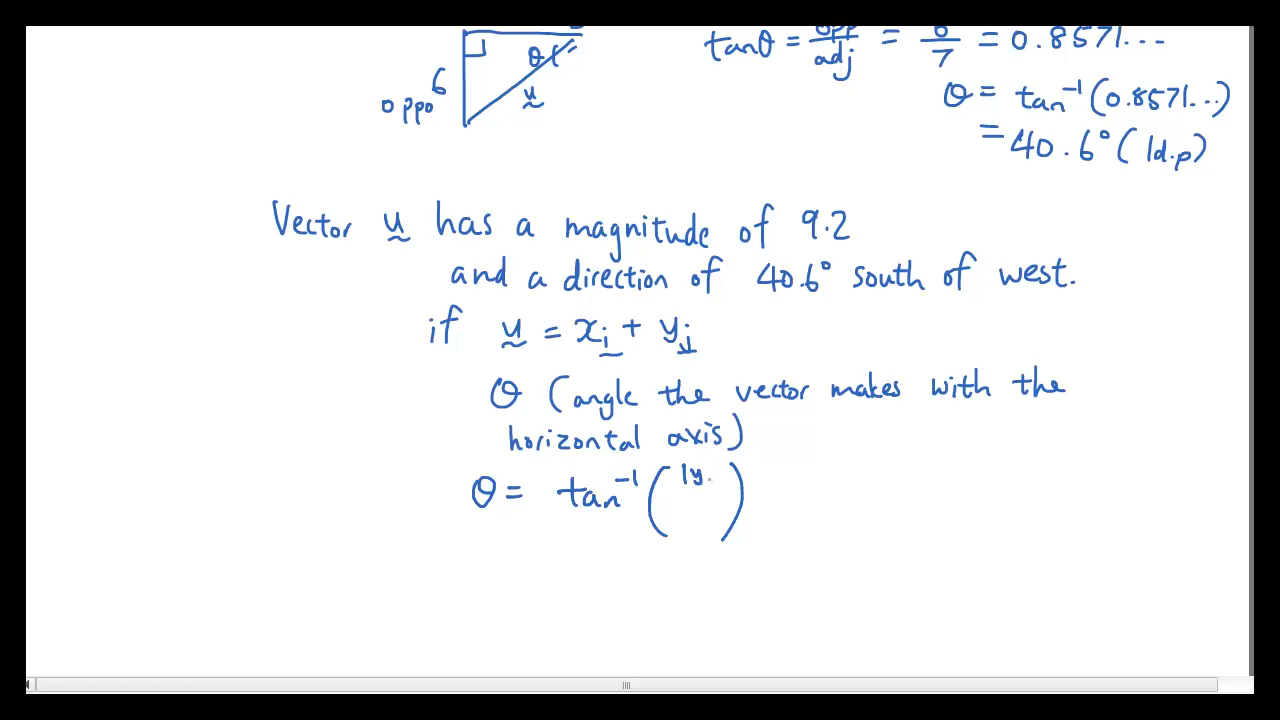 tanθ = opp/adj = 6/7 = 0.8571...
θ
6
oppo
u
θ = tan⁻¹(0.8571...)
= 40.6° (1d.p)
Vector u has a magnitude of 9.2
and a direction of 40.6° south of west.
if u = xi + yj
θ (angle the vector makes with the
horizontal axis)
θ = tan⁻¹( |y )